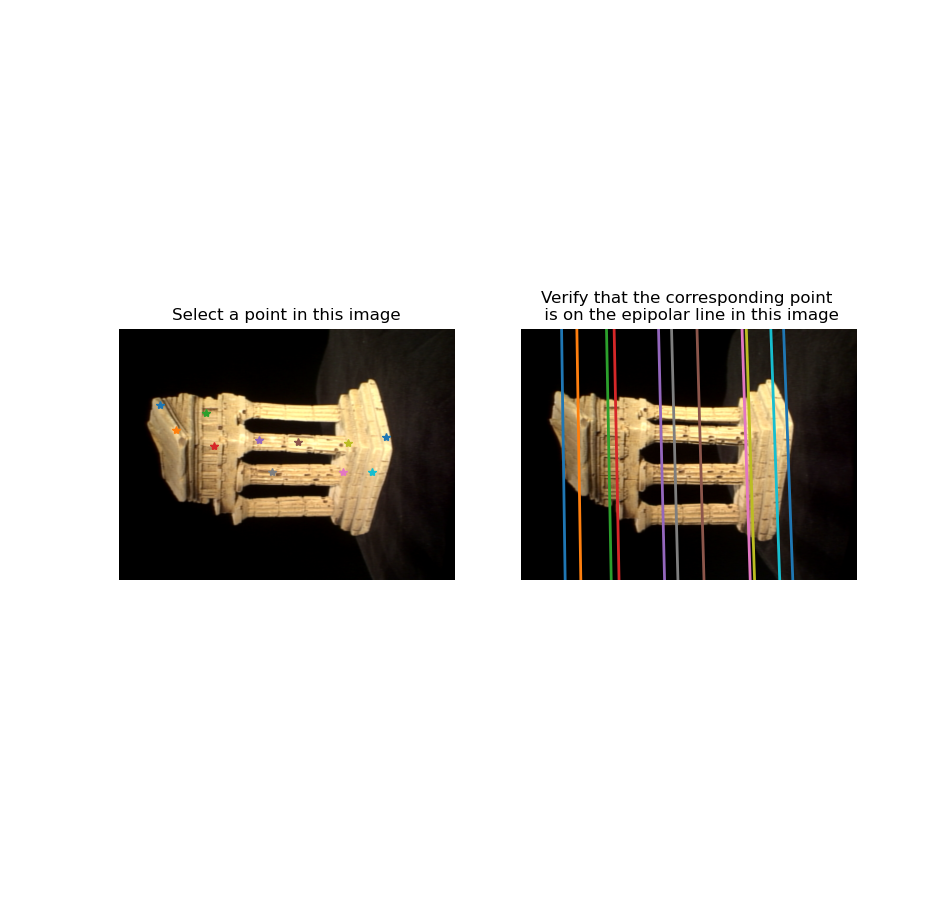 Select a point in this image
Verify that the corresponding point
is on the epipolar line in this image